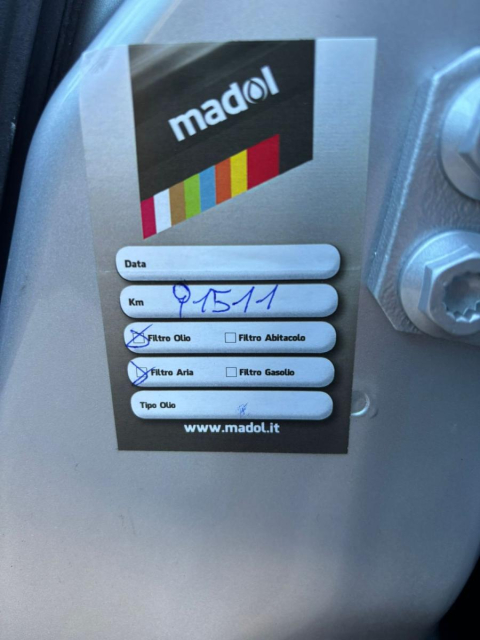 madol
Data
Km 91511
Filtro Olio Filtro Abitacolo
Filtro Aria Filtro Gasolio
Tipo Olio
www.madol.it